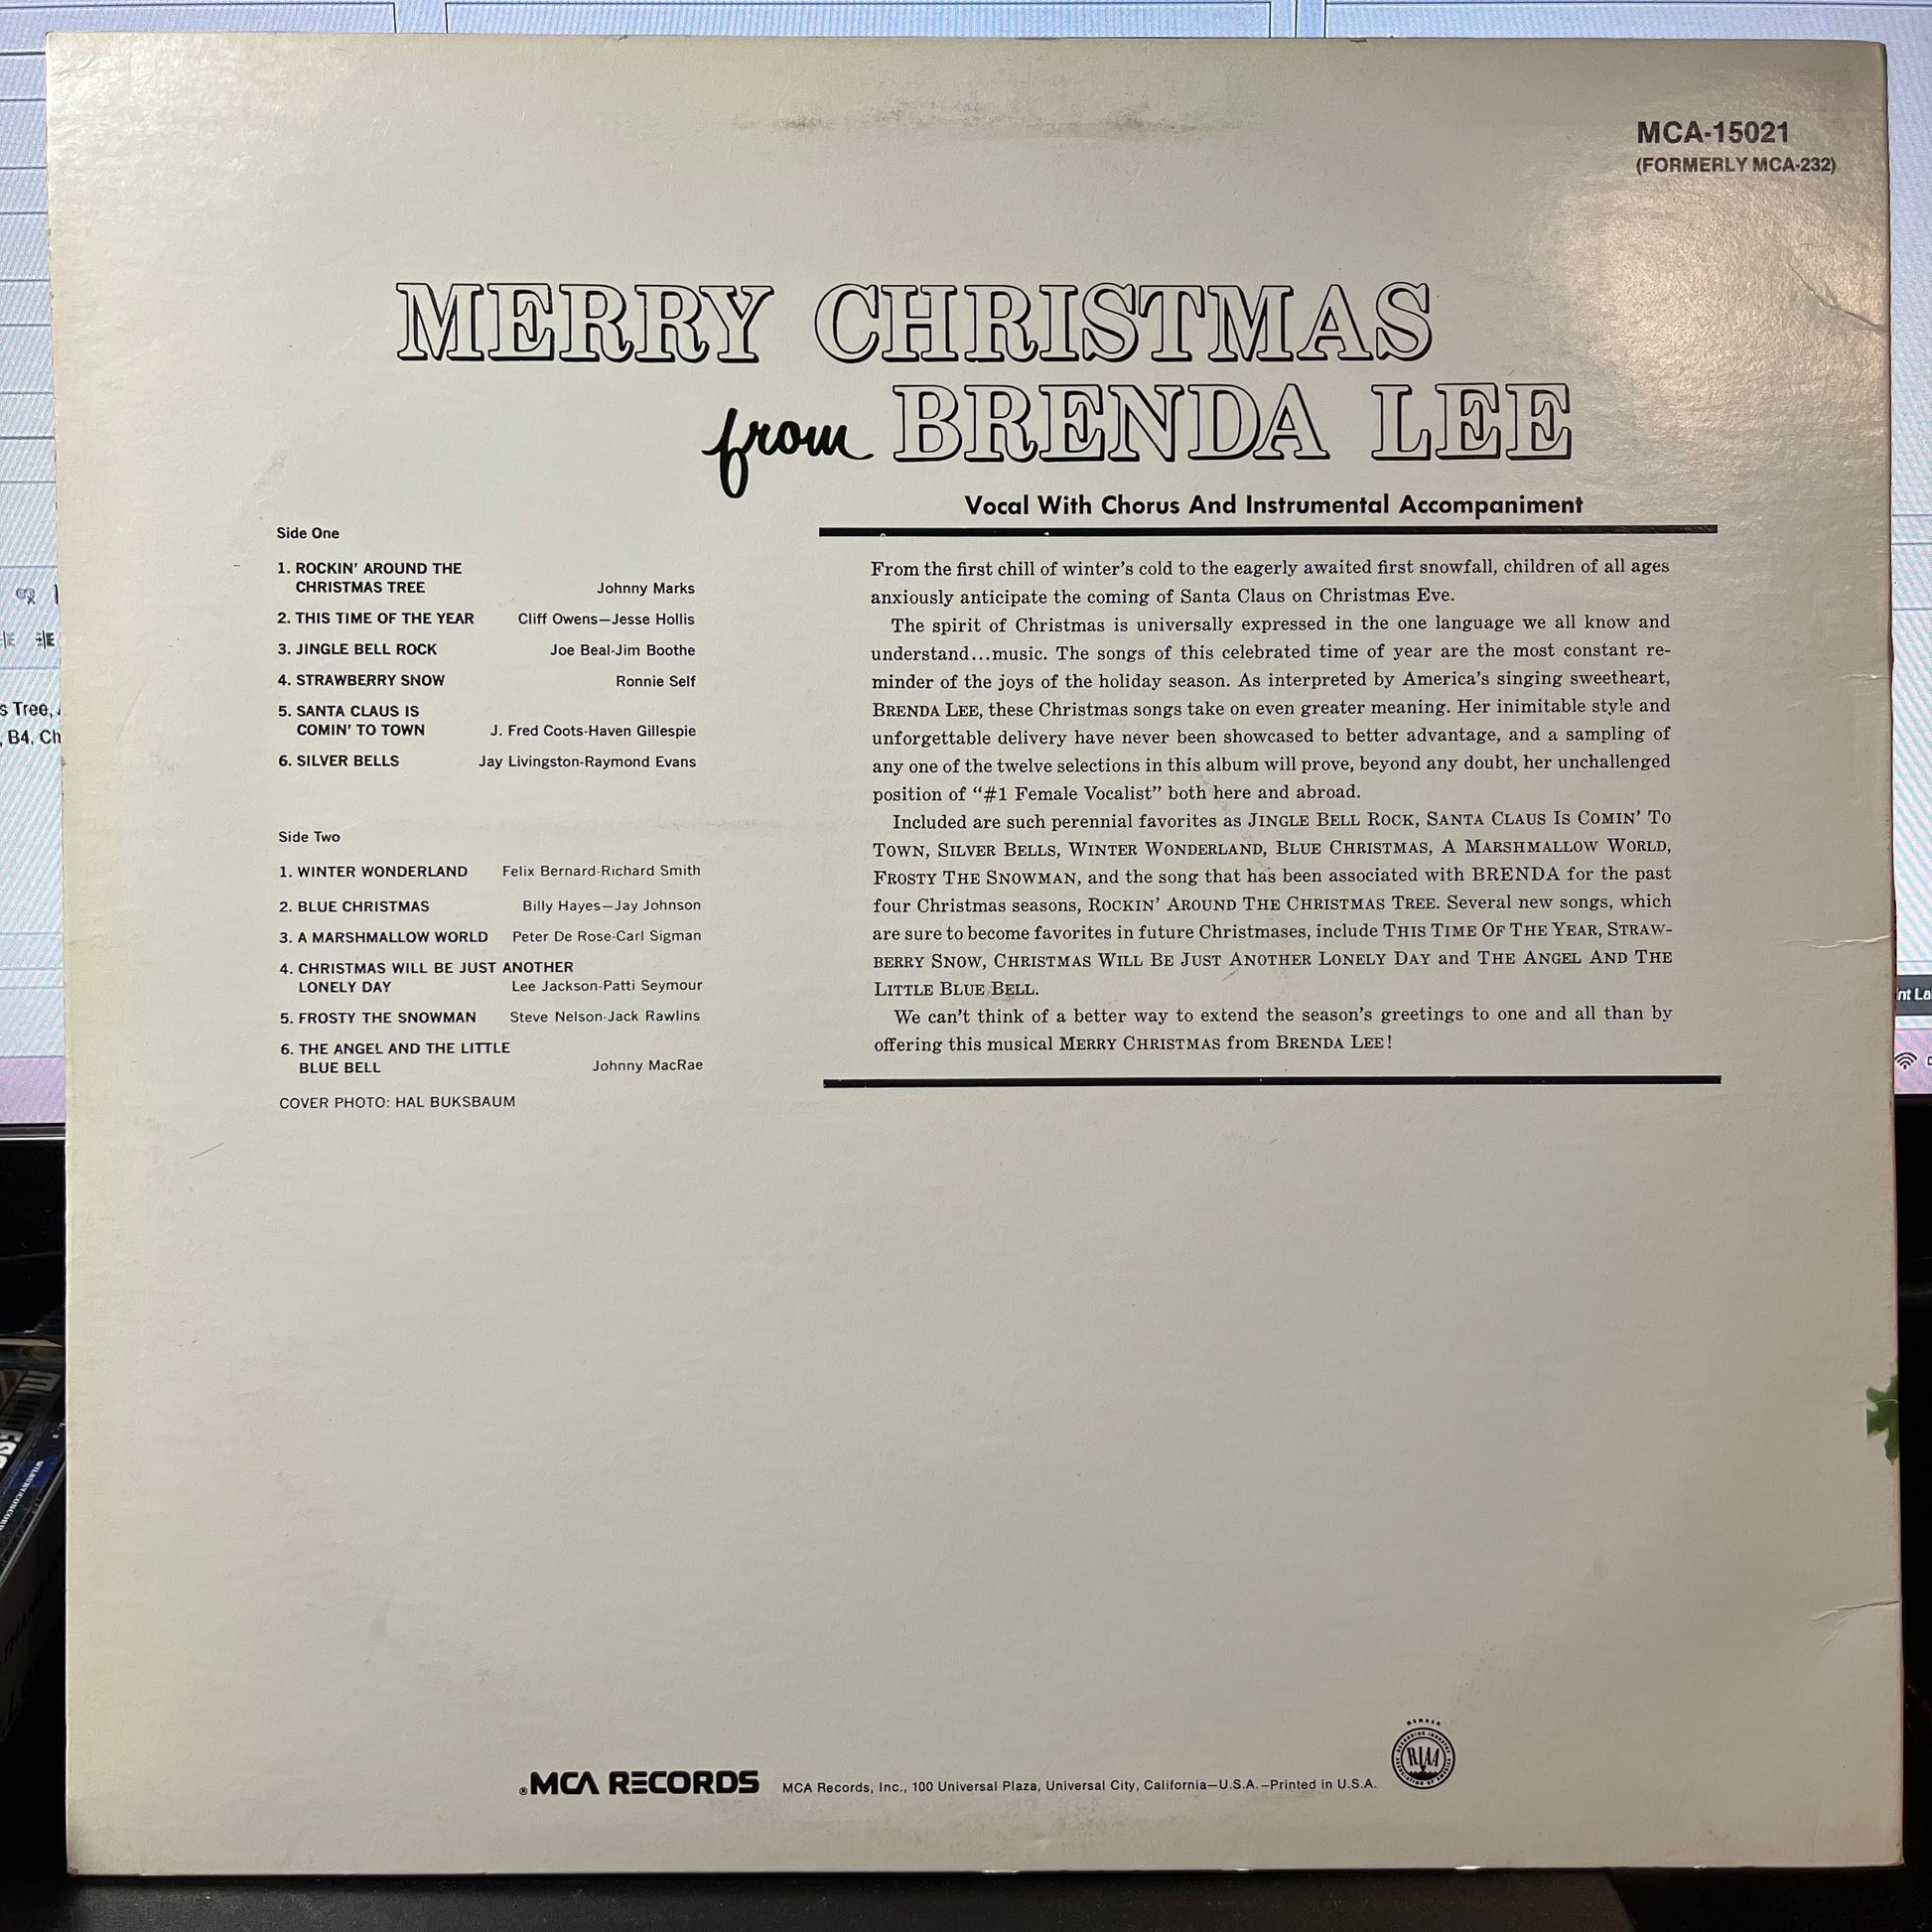 MCA-15021
(FORMERLY MCA-232)
MERRY CHRISTMAS
from BRENDA LEE
Vocal With Chorus And Instrumental Accompaniment
Side One
1. ROCKIN' AROUND THE
CHRISTMAS TREE Johnny Marks
2. THIS TIME OF THE YEAR Cliff Owens—Jesse Hollis
3. JINGLE BELL ROCK Joe Beal-Jim Boothe
4. STRAWBERRY SNOW Ronnie Self
5. SANTA CLAUS IS
COMIN' TO TOWN J. Fred Coots-Haven Gillespie
6. SILVER BELLS Jay Livingston-Raymond Evans
Side Two
1. WINTER WONDERLAND Felix Bernard-Richard Smith
2. BLUE CHRISTMAS Billy Hayes—Jay Johnson
3. A MARSHMALLOW WORLD Peter De Rose-Carl Sigman
4. CHRISTMAS WILL BE JUST ANOTHER
LONELY DAY Lee Jackson-Patti Seymour
5. FROSTY THE SNOWMAN Steve Nelson-Jack Rawlins
6. THE ANGEL AND THE LITTLE
BLUE BELL Johnny MacRae
COVER PHOTO: HAL BUKSBAUM
From the first chill of winter's cold to the eagerly awaited first snowfall, children of all ages
anxiously anticipate the coming of Santa Claus on Christmas Eve.
The spirit of Christmas is universally expressed in the one language we all know and
understand...music. The songs of this celebrated time of year are the most constant re-
minder of the joys of the holiday season. As interpreted by America's singing sweetheart,
BRENDA LEE, these Christmas songs take on even greater meaning. Her inimitable style and
unforgettable delivery have never been showcased to better advantage, and a sampling of
any one of the twelve selections in this album will prove, beyond any doubt, her unchallenged
position of "#1 Female Vocalist" both here and abroad.
Included are such perennial favorites as JINGLE BELL ROCK, SANTA CLAUS IS COMIN' TO
TOWN, SILVER BELLS, WINTER WONDERLAND, BLUE CHRISTMAS, A MARSHMALLOW WORLD,
FROSTY THE SNOWMAN, and the song that has been associated with BRENDA for the past
four Christmas seasons, ROCKIN' AROUND THE CHRISTMAS TREE. Several new songs, which
are sure to become favorites in future Christmases, include THIS TIME OF THE YEAR, STRAW-
BERRY SNOW, CHRISTMAS WILL BE JUST ANOTHER LONELY DAY and THE ANGEL AND THE
LITTLE BLUE BELL.
We can't think of a better way to extend the season's greetings to one and all than by
offering this musical MERRY CHRISTMAS from BRENDA LEE!
®MCA RECORDS MCA Records, Inc., 100 Universal Plaza, Universal City, California—U.S.A.—Printed in U.S.A.
MEMBER
RIAA
RECORDING INDUSTRY ASSOCIATION OF AMERICA
s Tree,
, B4, Ch
nt La